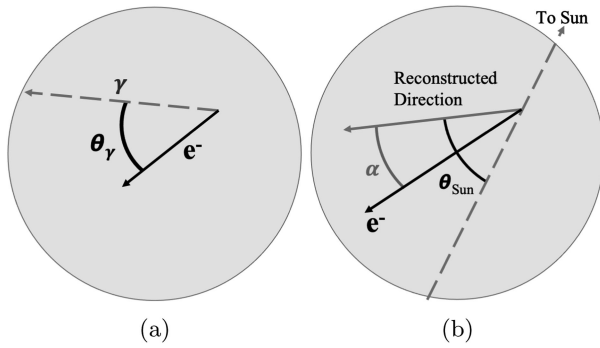 To Sun
γ
θγ
e-
Reconstructed
Direction
α
θSun
e-
(a)
(b)